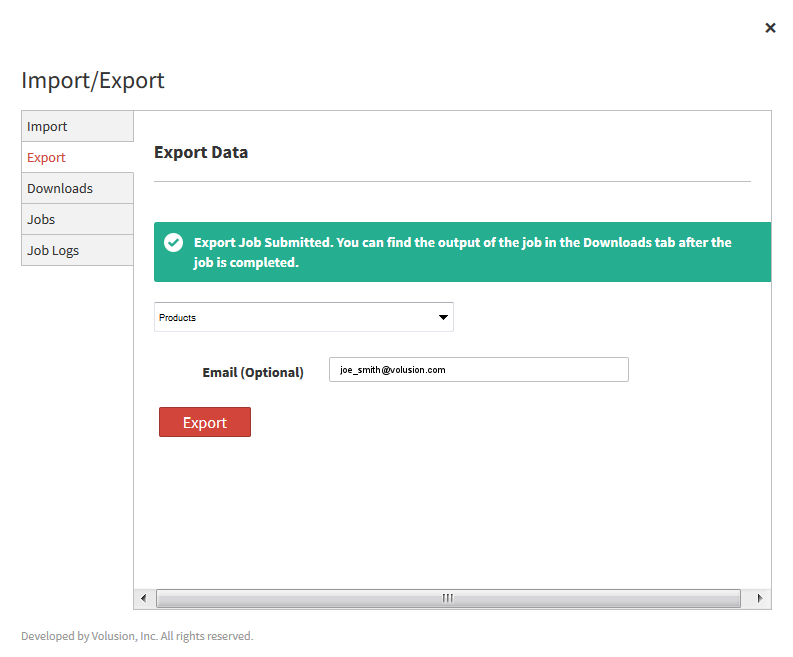 ×
Import/Export
Import
Export
Downloads
Jobs
Job Logs
Export Data
Export Job Submitted. You can find the output of the job in the Downloads tab after the
job is completed.
Products
Email (Optional)
joe_smith@volusion.com
Export
Developed by Volusion, Inc. All rights reserved.